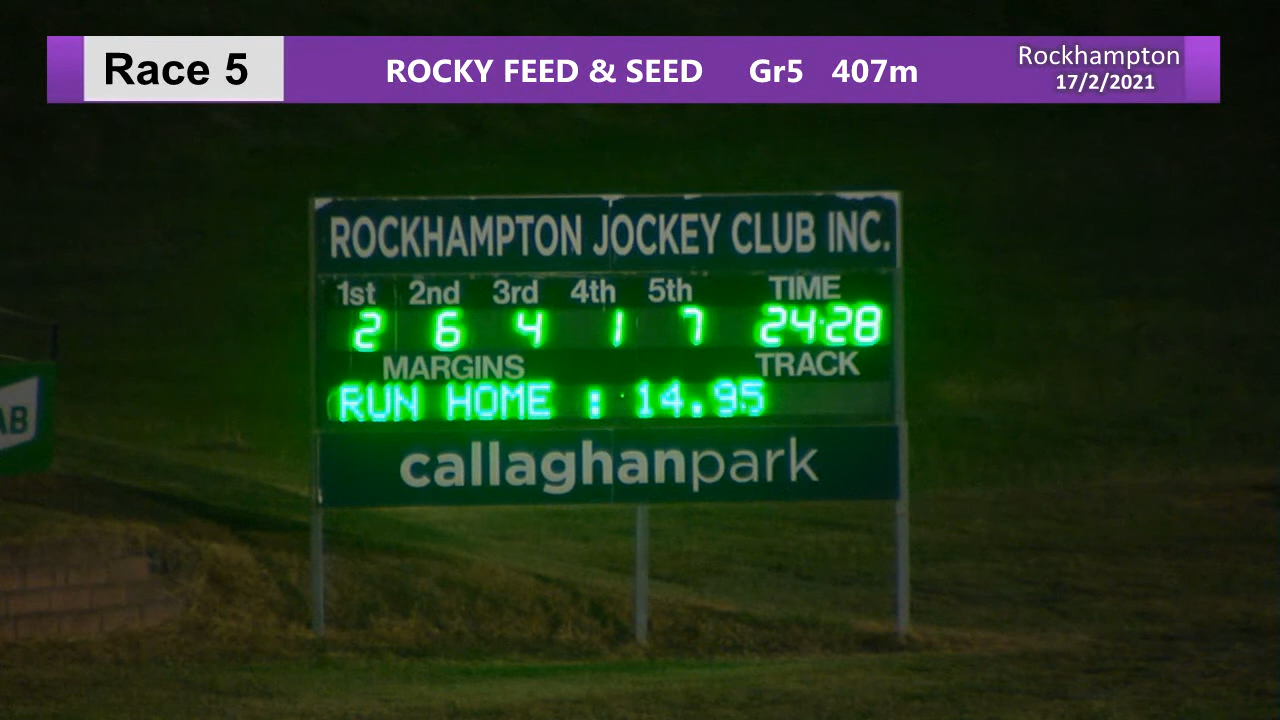 Race 5
ROCKY FEED & SEED Gr5 407m
Rockhampton
17/2/2021
ROCKHAMPTON JOCKEY CLUB INC.
1st 2nd 3rd 4th 5th TIME
2 6 4 1 7 24:28
MARGINS TRACK
RUN HOME : 14.95
callaghanpark
AB